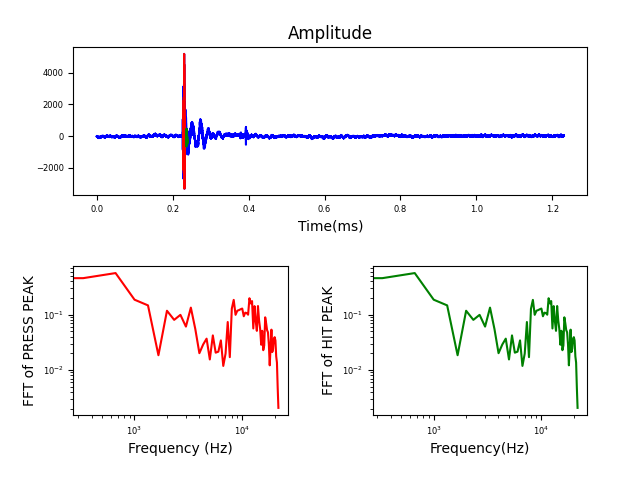 Amplitude
4000
2000
0
−2000
0.0 0.2 0.4 0.6 0.8 1.0 1.2
Time(ms)
FFT of PRESS PEAK
10⁻¹
10⁻²
10³ 10⁴
Frequency (Hz)
FFT of HIT PEAK
10⁻¹
10⁻²
10³ 10⁴
Frequency(Hz)